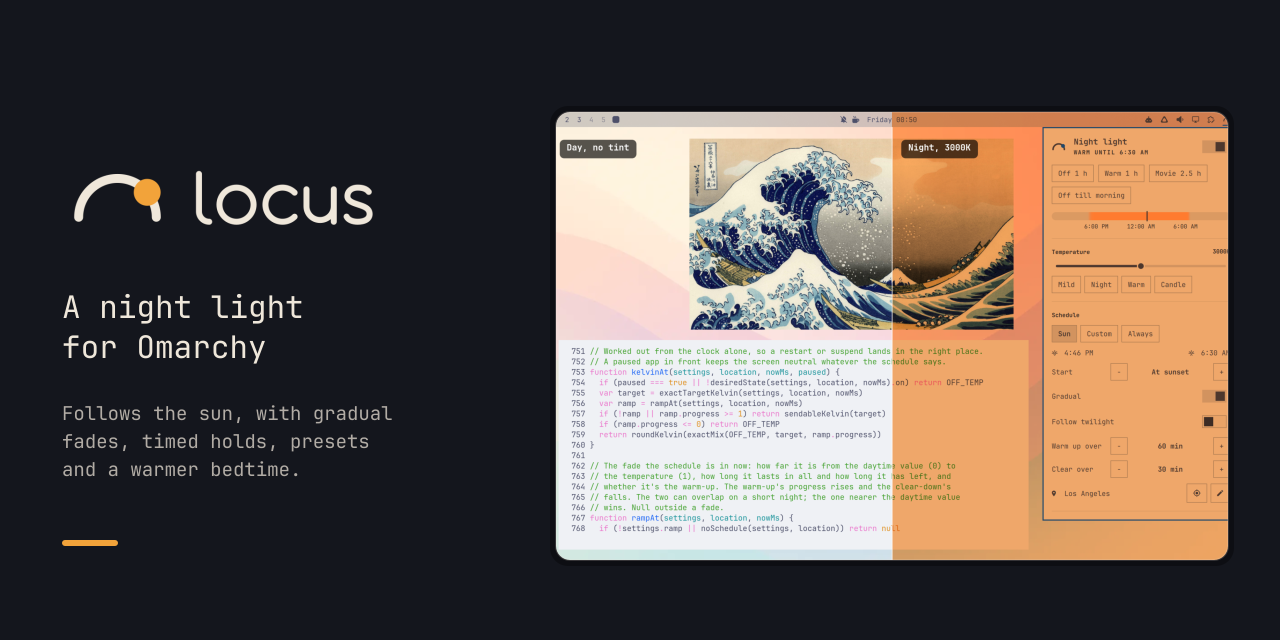 locus
A night light
for Omarchy
Follows the sun, with gradual
fades, timed holds, presets
and a warmer bedtime.
2 3 4 5
Friday 00:50
Day, no tint
Night, 3000K
751 // Worked out from the clock alone, so a restart or suspend lands in the right place.
752 // A paused app in front keeps the screen neutral whatever the schedule says.
753 function kelvinAt(settings, location, nowMs, paused) {
754   if (paused === true || !desiredState(settings, location, nowMs).on) return OFF_TEMP
755   var target = exactTargetKelvin(settings, location, nowMs)
756   var ramp = rampAt(settings, location, nowMs)
757   if (!ramp || ramp.progress >= 1) return sendableKelvin(target)
758   if (ramp.progress <= 0) return OFF_TEMP
759   return roundKelvin(exactMix(OFF_TEMP, target, ramp.progress))
760 }
761
762 // The fade the schedule is in now: how far it is from the daytime value (0) to
763 // the temperature (1), how long it lasts in all and how long it has left, and
764 // whether it's the warm-up. The warm-up's progress rises and the clear-down's
765 // falls. The two can overlap on a short night; the one nearer the daytime value
766 // wins. Null outside a fade.
767 function rampAt(settings, location, nowMs) {
768   if (!settings.ramp || noSchedule(settings, location)) return null
Night light
WARM UNTIL 6:30 AM
Off 1 h Warm 1 h Movie 2.5 h
Off till morning
6:00 PM 12:00 AM 6:00 AM
Temperature 3000
Mild Night Warm Candle
Schedule
Sun Custom Always
4:46 PM 6:30 AM
Start - At sunset +
Gradual
Follow twilight
Warm up over - 60 min +
Clear over - 30 min +
Los Angeles